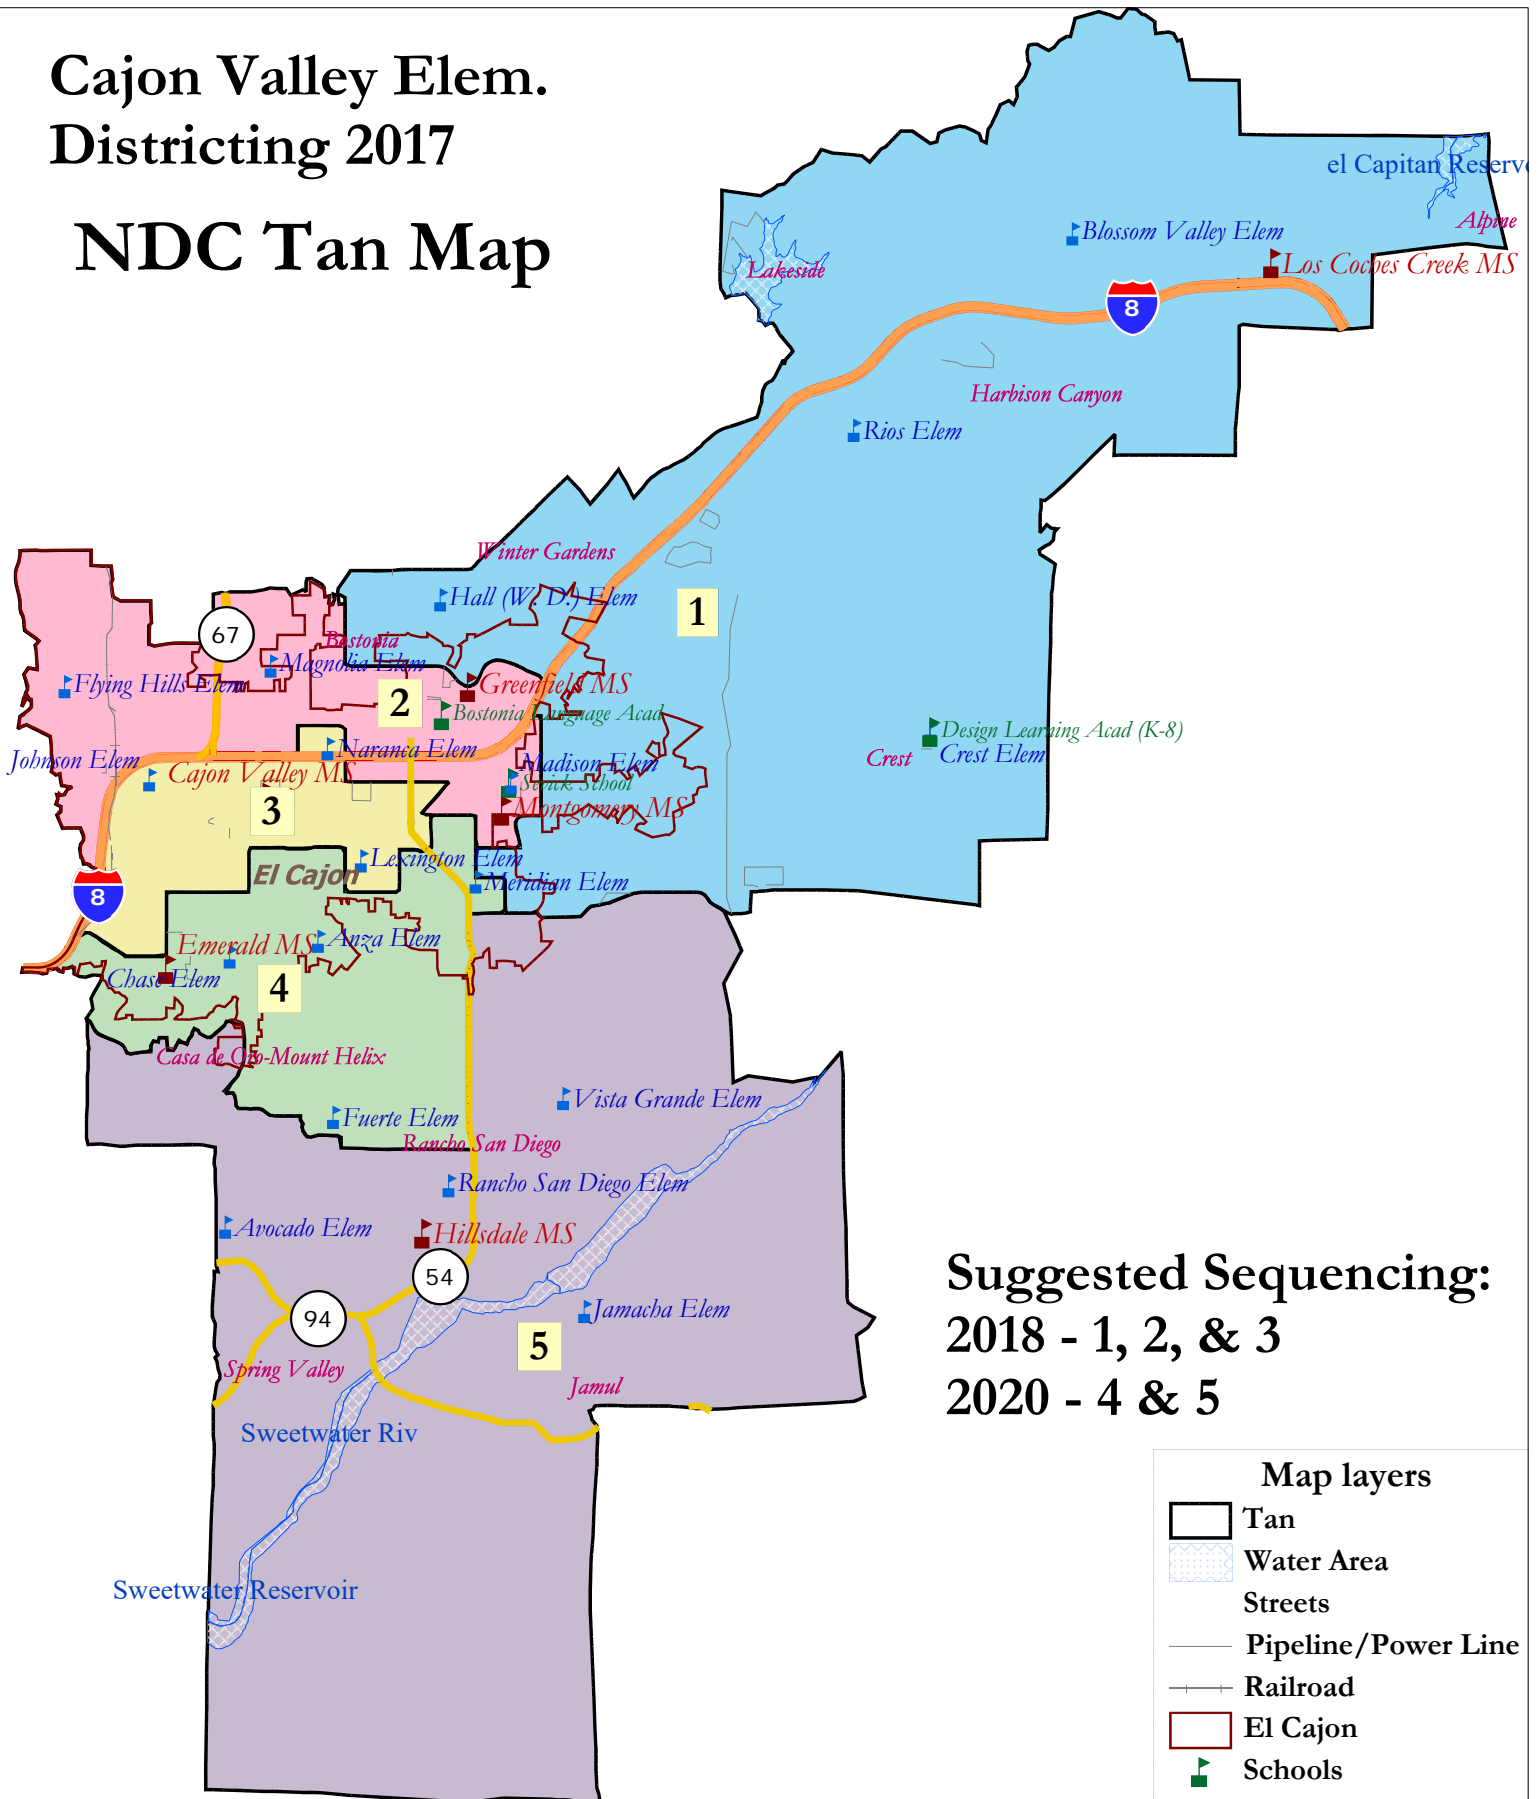 Cajon Valley Elem.
Districting 2017
NDC Tan Map
el Capitan Reservo
Alpine
Blossom Valley Elem
Los Coches Creek MS
Lakeside
8
Harbison Canyon
Rios Elem
Winter Gardens
Hall (W. D.) Elem
1
67
Bostonia
Magnolia Elem
Flying Hills Elem
Greenfield MS
2
Bostonia Language Acad
Design Learning Acad (K-8)
Crest
Crest Elem
Naranca Elem
Johnson Elem
Cajon Valley MS
Madison Elem
Sevick School
Montgomery MS
3
Lexington Elem
El Cajon
Meridian Elem
8
Emerald MS
Anza Elem
Chase Elem
4
Casa de Oro-Mount Helix
Vista Grande Elem
Fuerte Elem
Rancho San Diego
Rancho San Diego Elem
Avocado Elem
Hillsdale MS
54
94
Jamacha Elem
5
Spring Valley
Jamul
Sweetwater Riv
Sweetwater Reservoir
Suggested Sequencing:
2018 - 1, 2, & 3
2020 - 4 & 5
Map layers
Tan
Water Area
Streets
Pipeline/Power Line
Railroad
El Cajon
Schools